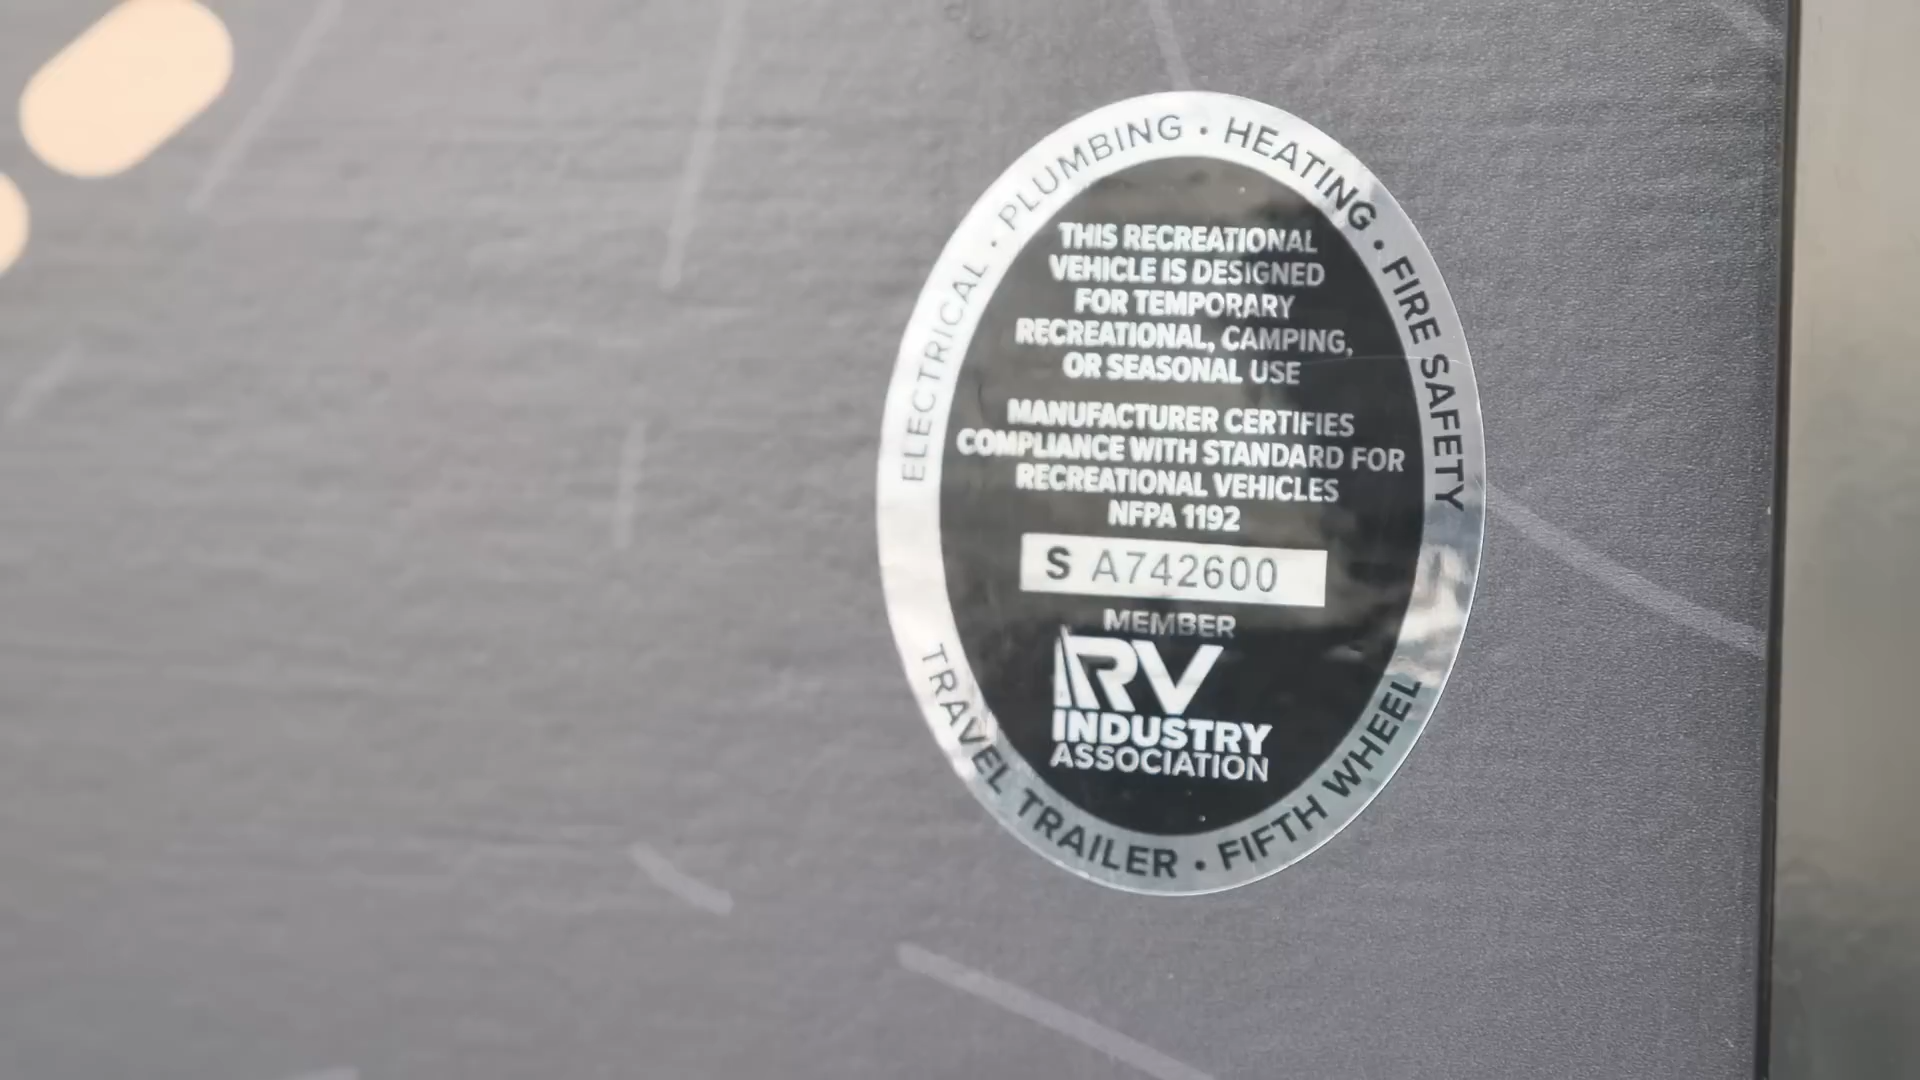 ELECTRICAL • PLUMBING • HEATING • FIRE SAFETY
THIS RECREATIONAL
VEHICLE IS DESIGNED
FOR TEMPORARY
RECREATIONAL, CAMPING,
OR SEASONAL USE
MANUFACTURER CERTIFIES
COMPLIANCE WITH STANDARD FOR
RECREATIONAL VEHICLES
NFPA 1192
S A742600
MEMBER
RV
INDUSTRY
ASSOCIATION
TRAVEL TRAILER • FIFTH WHEEL